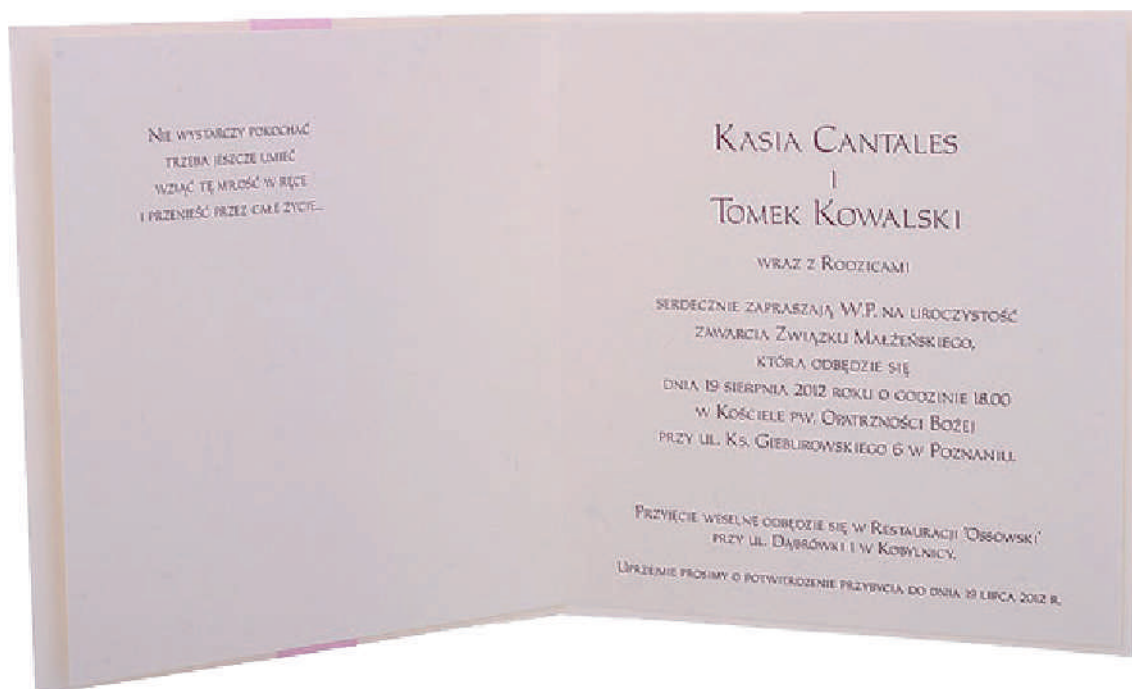 Nie wystarczy pokochać
trzeba jeszcze umieć
wziąć tę miłość w ręce
i przenieść przez całe życie...
Kasia Cantales
i
Tomek Kowalski
wraz z Rodzicami
serdecznie zapraszają W.P. na uroczystość
zawarcia Związku Małżeńskiego,
która odbędzie się
dnia 19 sierpnia 2012 roku o godzinie 18.00
w Kościele pw. Opatrzności Bożej
przy ul. Ks. Gieburowskiego 6 w Poznaniu.
Przyjęcie weselne odbędzie się w Restauracji "Ossowski"
przy ul. Dąbrówki 1 w Kobylnicy.
Uprzejmie prosimy o potwierdzenie przybycia do dnia 19 lipca 2012 r.